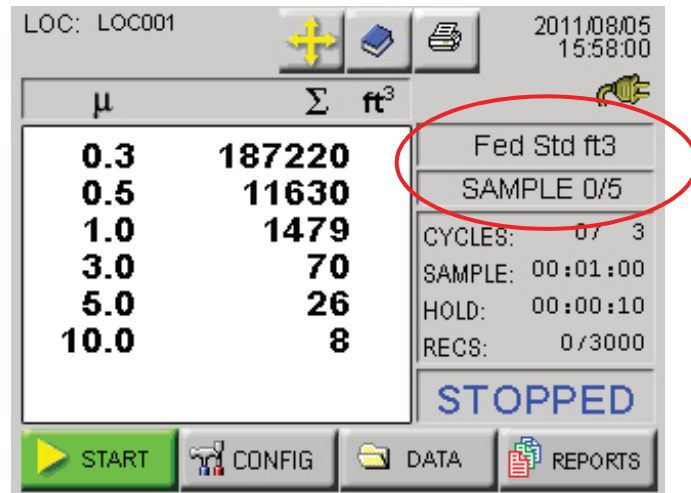 LOC: LOC001
2011/08/05
15:58:00
µ Σ ft³
0.3 187220
0.5 11630
1.0 1479
3.0 70
5.0 26
10.0 8
Fed Std ft3
SAMPLE 0/5
CYCLES: 0/ 3
SAMPLE: 00:01:00
HOLD: 00:00:10
RECS: 0/3000
STOPPED
START CONFIG DATA REPORTS